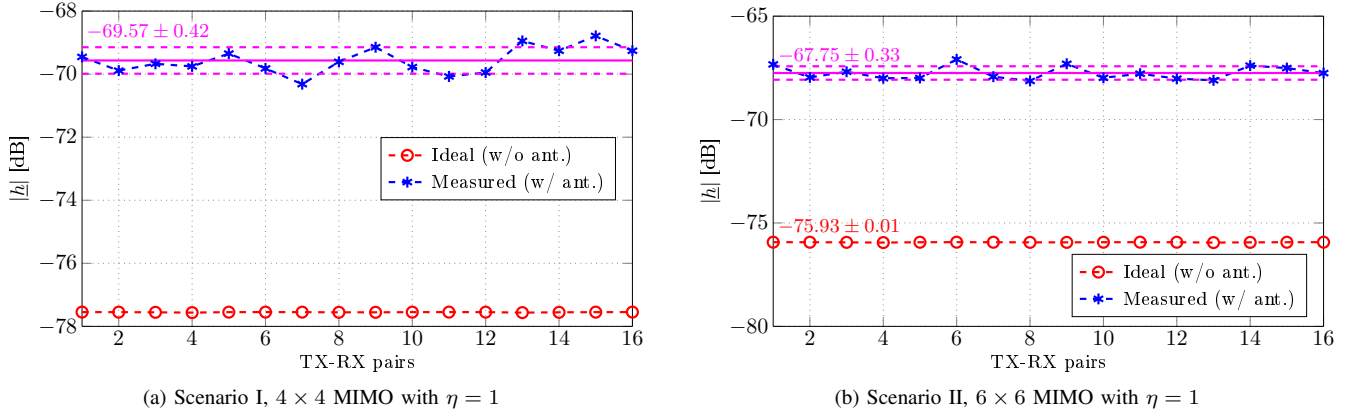 −68
−70
−72
−74
−76
−78
|h| [dB]
−69.57 ± 0.42
Ideal (w/o ant.)
Measured (w/ ant.)
2 4 6 8 10 12 14 16
TX-RX pairs
(a) Scenario I, 4 × 4 MIMO with η = 1
−65
−70
−75
−80
|h| [dB]
−67.75 ± 0.33
−75.93 ± 0.01
Ideal (w/o ant.)
Measured (w/ ant.)
2 4 6 8 10 12 14 16
TX-RX pairs
(b) Scenario II, 6 × 6 MIMO with η = 1